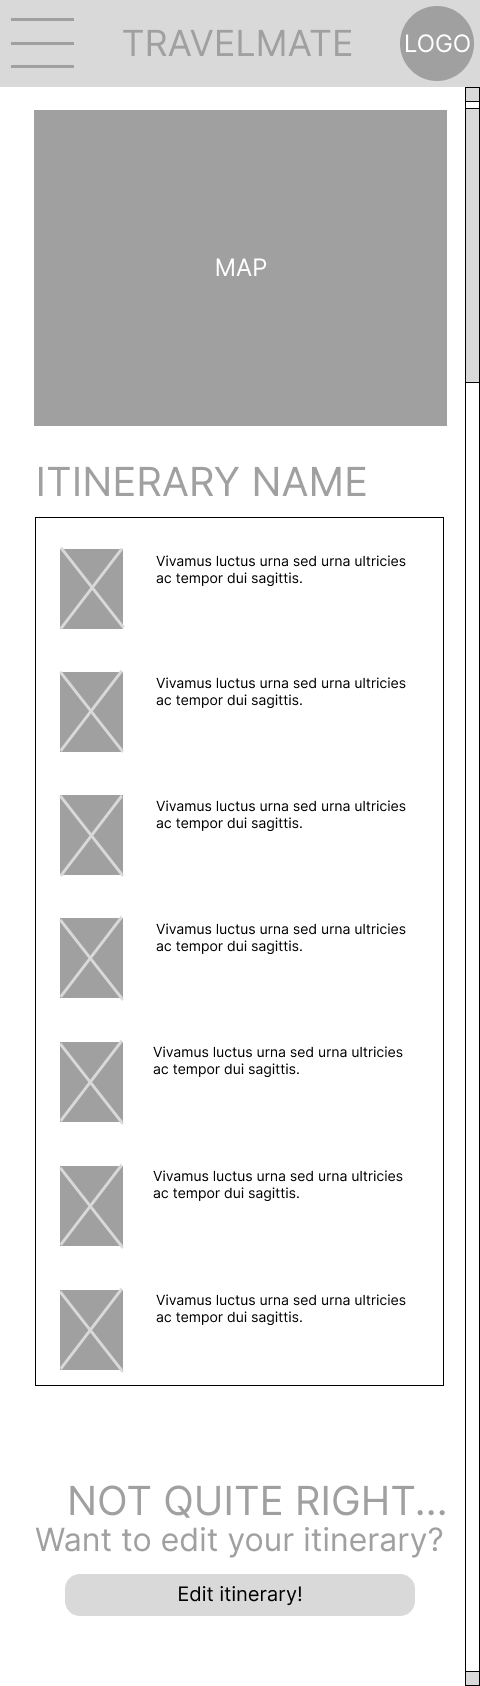 TRAVELMATE
LOGO
MAP
ITINERARY NAME
Vivamus luctus urna sed urna ultricies
ac tempor dui sagittis.
Vivamus luctus urna sed urna ultricies
ac tempor dui sagittis.
Vivamus luctus urna sed urna ultricies
ac tempor dui sagittis.
Vivamus luctus urna sed urna ultricies
ac tempor dui sagittis.
Vivamus luctus urna sed urna ultricies
ac tempor dui sagittis.
Vivamus luctus urna sed urna ultricies
ac tempor dui sagittis.
Vivamus luctus urna sed urna ultricies
ac tempor dui sagittis.
NOT QUITE RIGHT...
Want to edit your itinerary?
Edit itinerary!